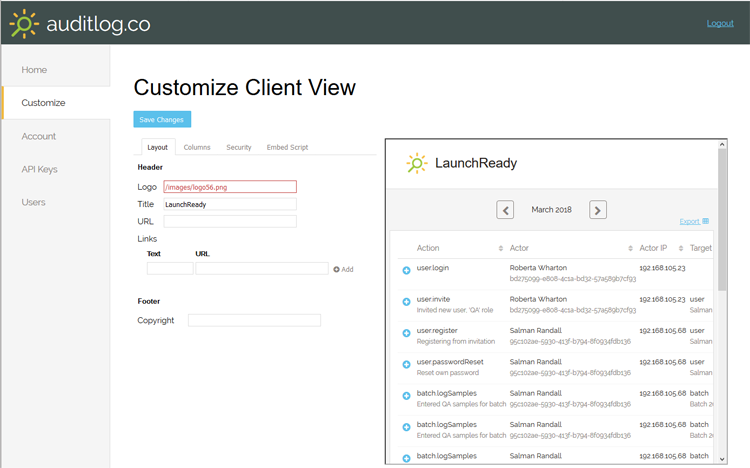 auditlog.co
Logout
Home
Customize
Account
API Keys
Users
Customize Client View
Save Changes
Layout Columns Security Embed Script
Header
Logo /images/logo56.png
Title LaunchReady
URL
Links
Text URL
Add
Footer
Copyright
LaunchReady
March 2018
Export
Action Actor Actor IP Target
user.login Roberta Wharton 192.168.105.23
bd275099-e808-4c1a-bd32-57a589b7cf93
user.invite Roberta Wharton 192.168.105.23 user
Invited new user, 'QA' role bd275099-e808-4c1a-bd32-57a589b7cf93 Salman
user.register Salman Randall 192.168.105.68 user
Registering from invitation 95c102ae-5930-413f-b794-8f0934fdb136 Salman
user.passwordReset Salman Randall 192.168.105.68 user
Reset own password 95c102ae-5930-413f-b794-8f0934fdb136 Salman
batch.logSamples Salman Randall 192.168.105.68 batch
Entered QA samples for batch 95c102ae-5930-413f-b794-8f0934fdb136 Batch 20
batch.logSamples Salman Randall 192.168.105.68 batch
Entered QA samples for batch 95c102ae-5930-413f-b794-8f0934fdb136 Batch 20
batch.logSamples Salman Randall 192.168.105.68 batch